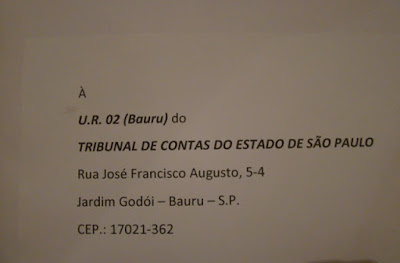 À
U.R. 02 (Bauru) do
TRIBUNAL DE CONTAS DO ESTADO DE SÃO PAULO
Rua José Francisco Augusto, 5-4
Jardim Godói – Bauru – S.P.
CEP.: 17021-362